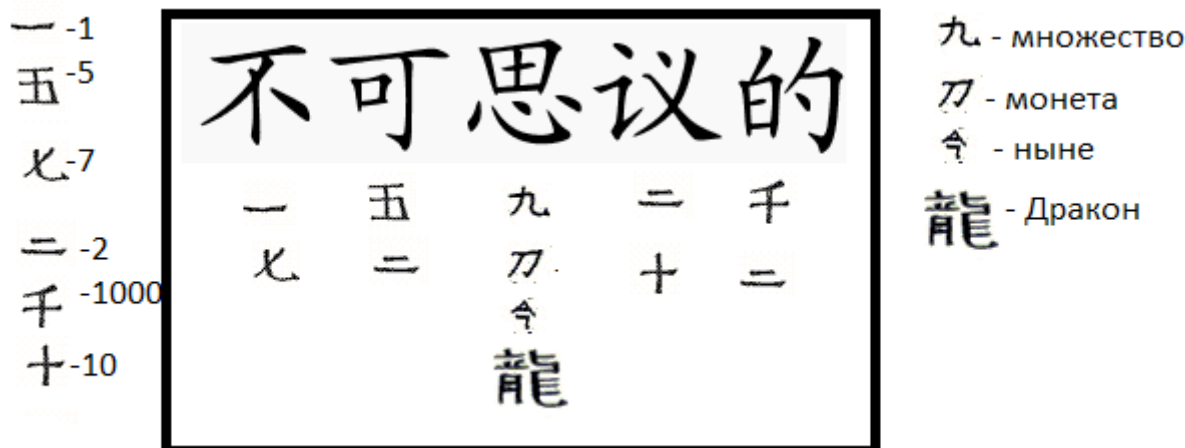 一 -1
五 -5
七 -7
二 -2
千 -1000
十 -10
不可思议的
一 五 九 二 千
七 二 刀 十 二
今
龍
九 - множество
刀 - монета
今 - ныне
龍 - Дракон